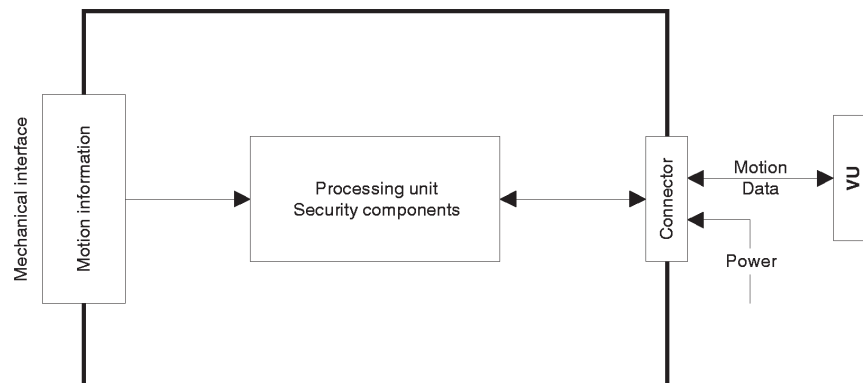 Mechanical interface
Motion information
Processing unit
Security components
Connector
Motion
Data
Power
VU